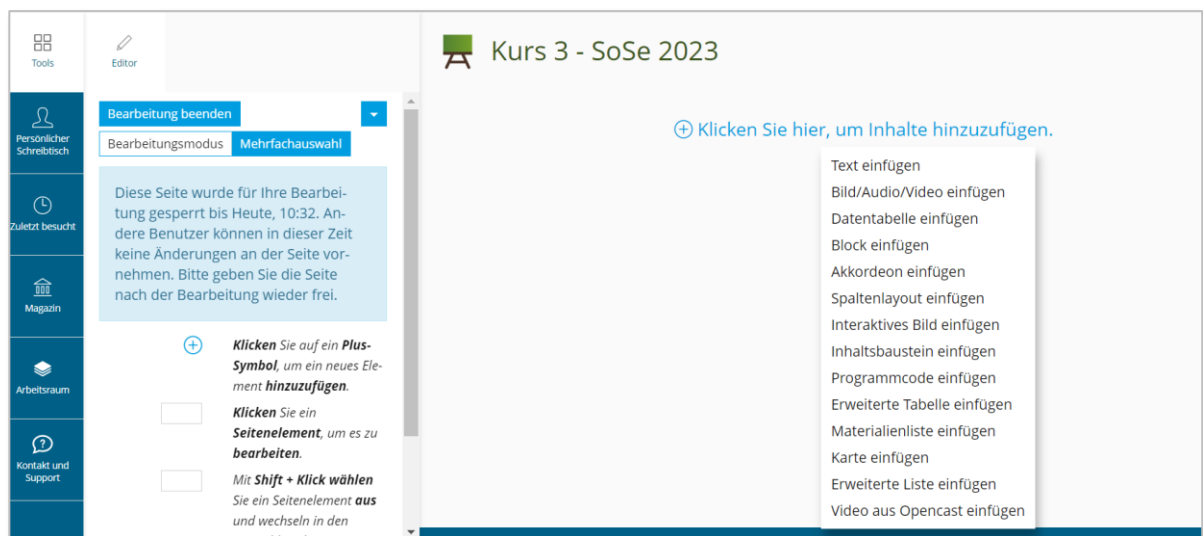 Tools
Editor
Persönlicher
Schreibtisch
Zuletzt besucht
Magazin
Arbeitsraum
Kontakt und
Support
Bearbeitung beenden
Bearbeitungsmodus Mehrfachauswahl
Diese Seite wurde für Ihre Bearbei-
tung gesperrt bis Heute, 10:32. An-
dere Benutzer können in dieser Zeit
keine Änderungen an der Seite vor-
nehmen. Bitte geben Sie die Seite
nach der Bearbeitung wieder frei.
Klicken Sie auf ein Plus-
Symbol, um ein neues Ele-
ment hinzuzufügen.
Klicken Sie ein
Seitenelement, um es zu
bearbeiten.
Mit Shift + Klick wählen
Sie ein Seitenelement aus
und wechseln in den
Kurs 3 - SoSe 2023
Klicken Sie hier, um Inhalte hinzuzufügen.
Text einfügen
Bild/Audio/Video einfügen
Datentabelle einfügen
Block einfügen
Akkordeon einfügen
Spaltenlayout einfügen
Interaktives Bild einfügen
Inhaltsbaustein einfügen
Programmcode einfügen
Erweiterte Tabelle einfügen
Materialienliste einfügen
Karte einfügen
Erweiterte Liste einfügen
Video aus Opencast einfügen